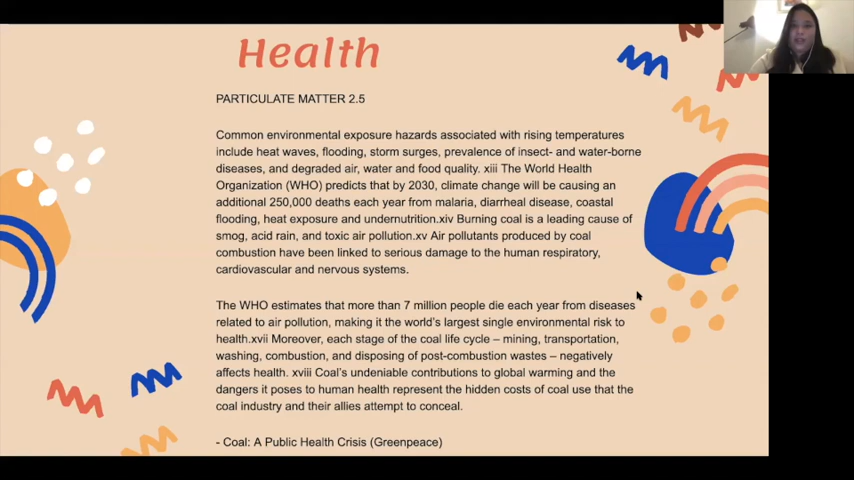 Health
PARTICULATE MATTER 2.5
Common environmental exposure hazards associated with rising temperatures
include heat waves, flooding, storm surges, prevalence of insect- and water-borne
diseases, and degraded air, water and food quality. xiii The World Health
Organization (WHO) predicts that by 2030, climate change will be causing an
additional 250,000 deaths each year from malaria, diarrheal disease, coastal
flooding, heat exposure and undernutrition.xiv Burning coal is a leading cause of
smog, acid rain, and toxic air pollution.xv Air pollutants produced by coal
combustion have been linked to serious damage to the human respiratory,
cardiovascular and nervous systems.
The WHO estimates that more than 7 million people die each year from diseases
related to air pollution, making it the world's largest single environmental risk to
health.xvii Moreover, each stage of the coal life cycle – mining, transportation,
washing, combustion, and disposing of post-combustion wastes – negatively
affects health. xviii Coal's undeniable contributions to global warming and the
dangers it poses to human health represent the hidden costs of coal use that the
coal industry and their allies attempt to conceal.
- Coal: A Public Health Crisis (Greenpeace)